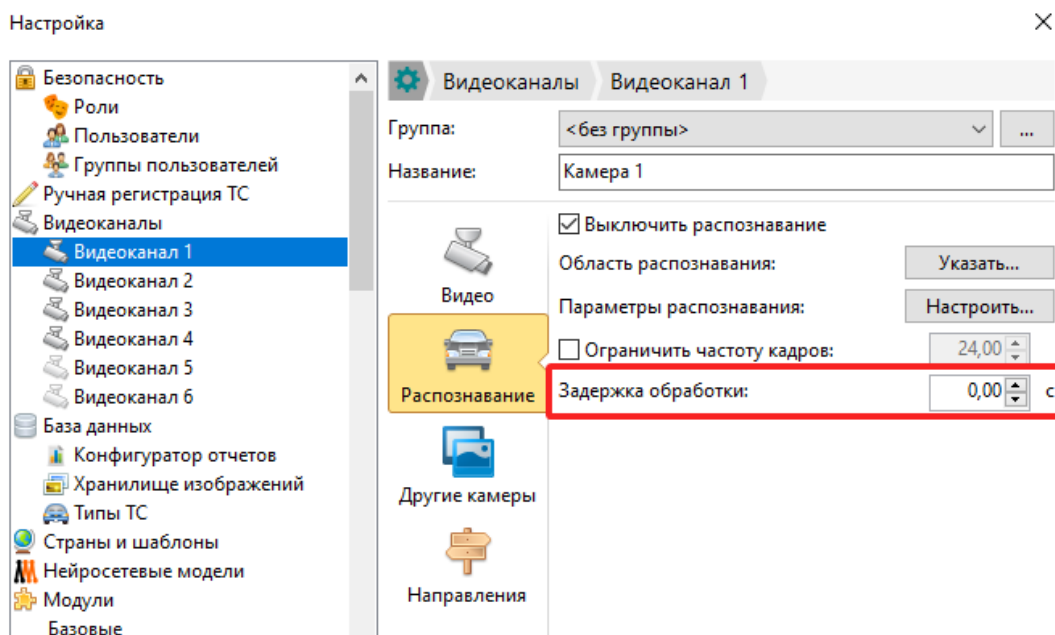 Настройка
Безопасность
Роли
Пользователи
Группы пользователей
Ручная регистрация ТС
Видеоканалы
Видеоканал 1
Видеоканал 2
Видеоканал 3
Видеоканал 4
Видеоканал 5
Видеоканал 6
База данных
Конфигуратор отчетов
Хранилище изображений
Типы ТС
Страны и шаблоны
Нейросетевые модели
Модули
Базовые
Видеоканалы Видеоканал 1
Группа: <без группы> ...
Название: Камера 1
Видео
Распознавание
Другие камеры
Направления
Выключить распознавание
Область распознавания: Указать...
Параметры распознавания: Настроить...
Ограничить частоту кадров: 24,00
Задержка обработки: 0,00 с